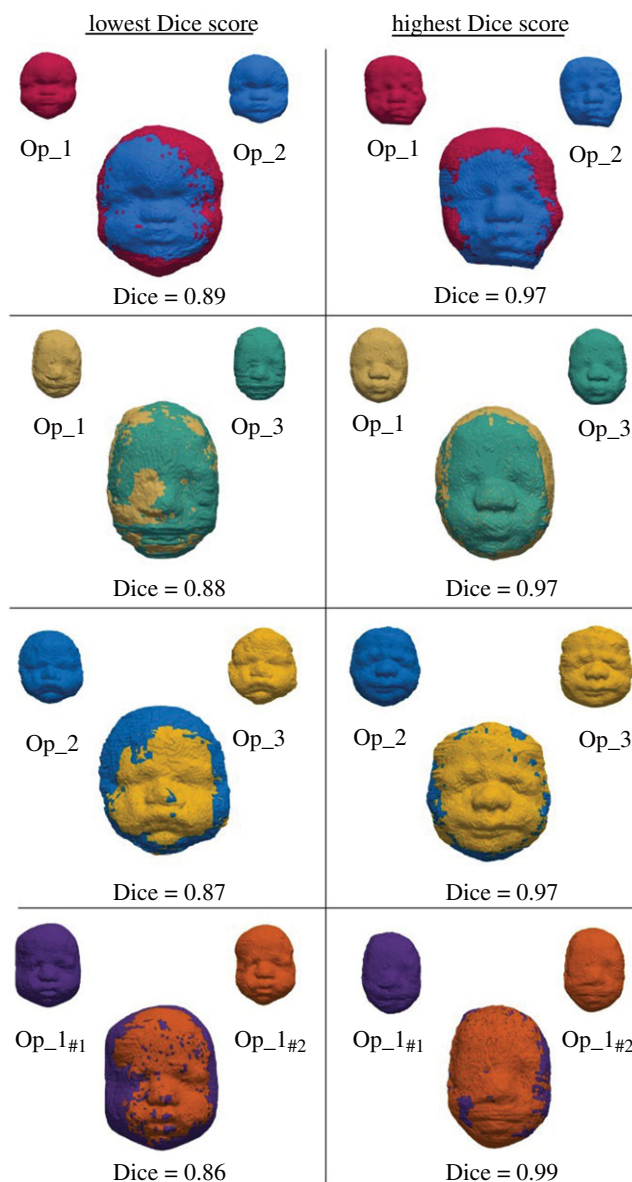 lowest Dice score highest Dice score
Op_1 Op_2 Op_1 Op_2
Dice = 0.89 Dice = 0.97
Op_1 Op_3 Op_1 Op_3
Dice = 0.88 Dice = 0.97
Op_2 Op_3 Op_2 Op_3
Dice = 0.87 Dice = 0.97
Op_1#1 Op_1#2 Op_1#1 Op_1#2
Dice = 0.86 Dice = 0.99